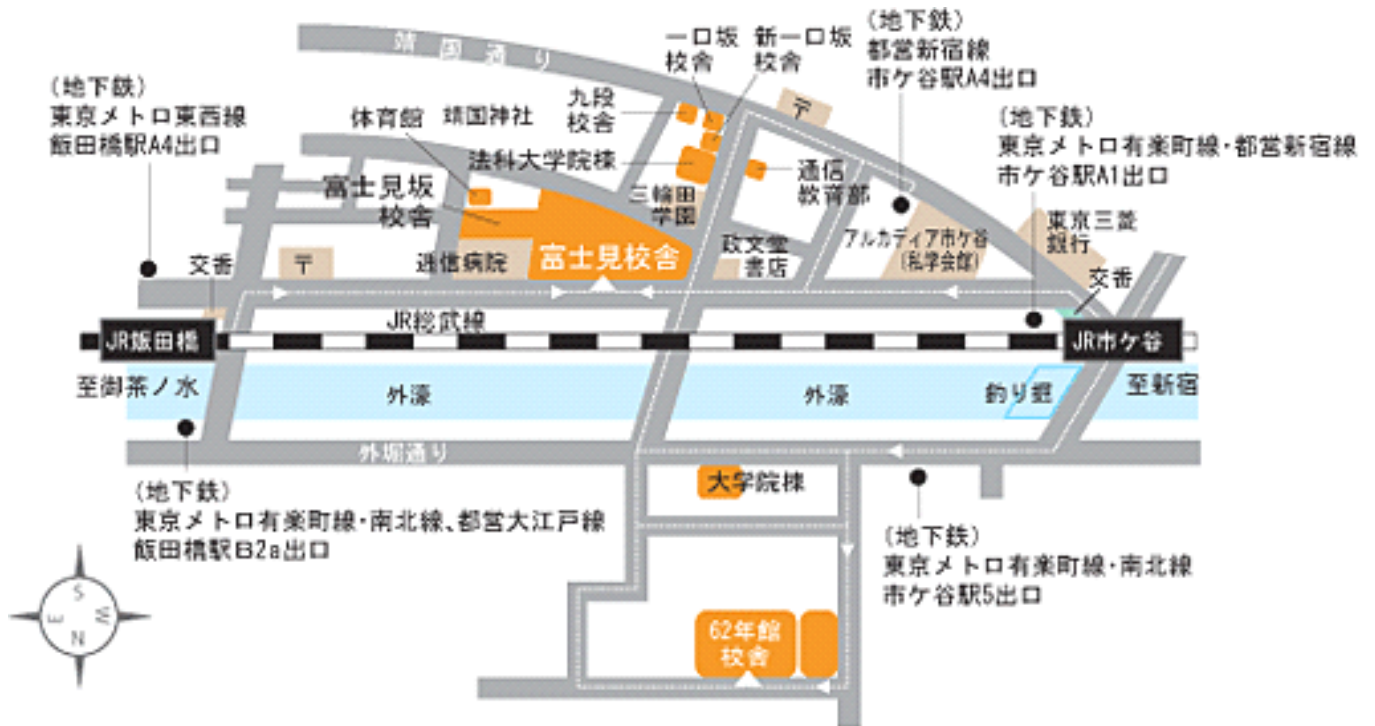 靖国通り
一口坂
校舎
新一口坂
校舎
(地下鉄)
都営新宿線
市ケ谷駅A4出口
(地下鉄)
東京メトロ東西線
飯田橋駅A4出口
体育館
靖国神社
九段
校舎
〒
(地下鉄)
東京メトロ有楽町線・都営新宿線
市ケ谷駅A1出口
法科大学院棟
通信
教育部
富士見坂
校舎
三輪田
学園
政文堂
書店
アルカディア市ケ谷
(私学会館)
東京三菱
銀行
交番
〒
逓信病院
富士見校舎
交番
JR総武線
JR飯田橋
JR市ケ谷
至御茶ノ水
外濠
外濠
釣り堀
至新宿
外堀通り
(地下鉄)
東京メトロ有楽町線・南北線、都営大江戸線
飯田橋駅B2a出口
大学院棟
(地下鉄)
東京メトロ有楽町線・南北線
市ケ谷駅5出口
62年館
校舎
S
E
W
N